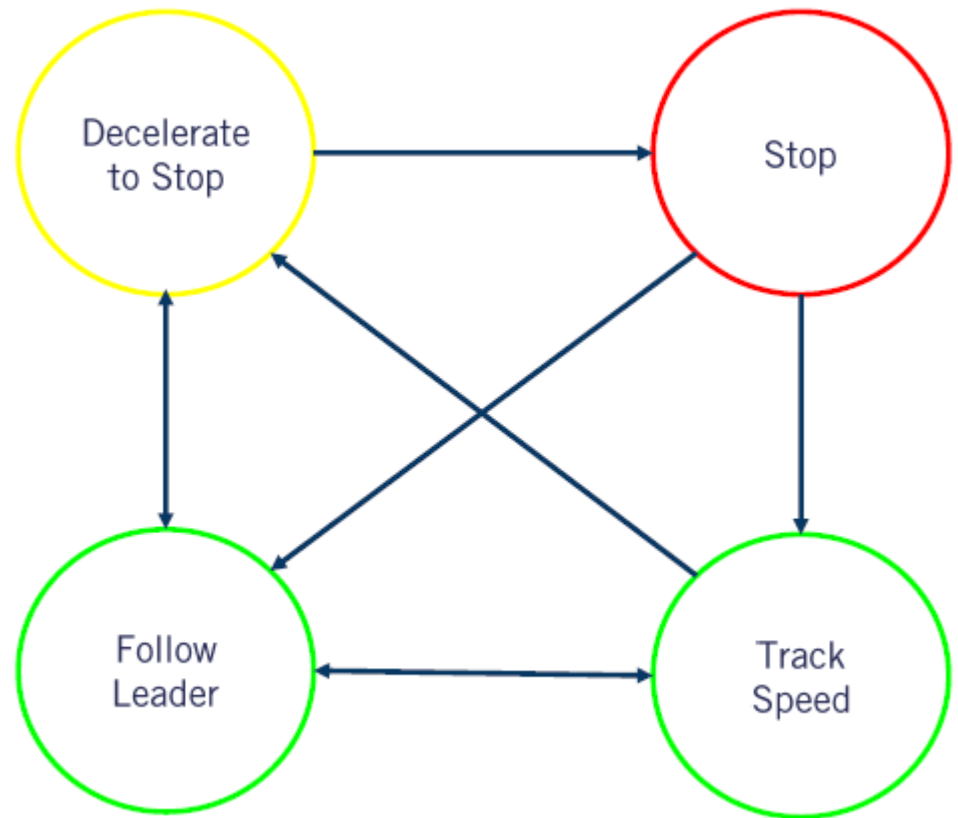 Decelerate
to Stop
Stop
Follow
Leader
Track
Speed